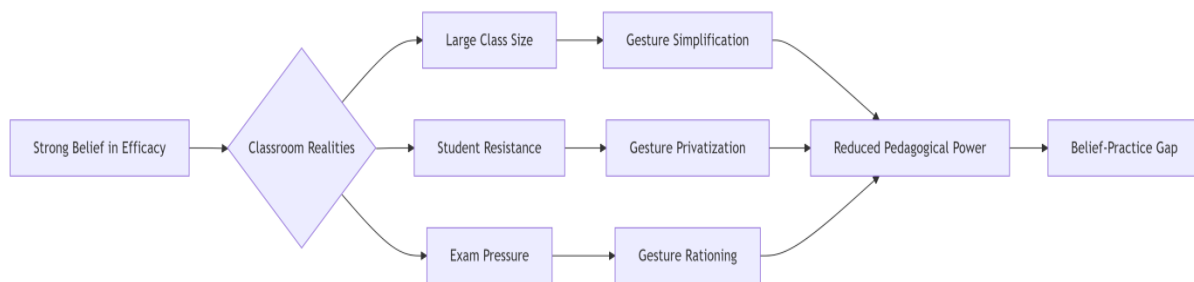 Large Class Size
Gesture Simplification
Strong Belief in Efficacy
Classroom Realities
Student Resistance
Gesture Privatization
Reduced Pedagogical Power
Belief-Practice Gap
Exam Pressure
Gesture Rationing